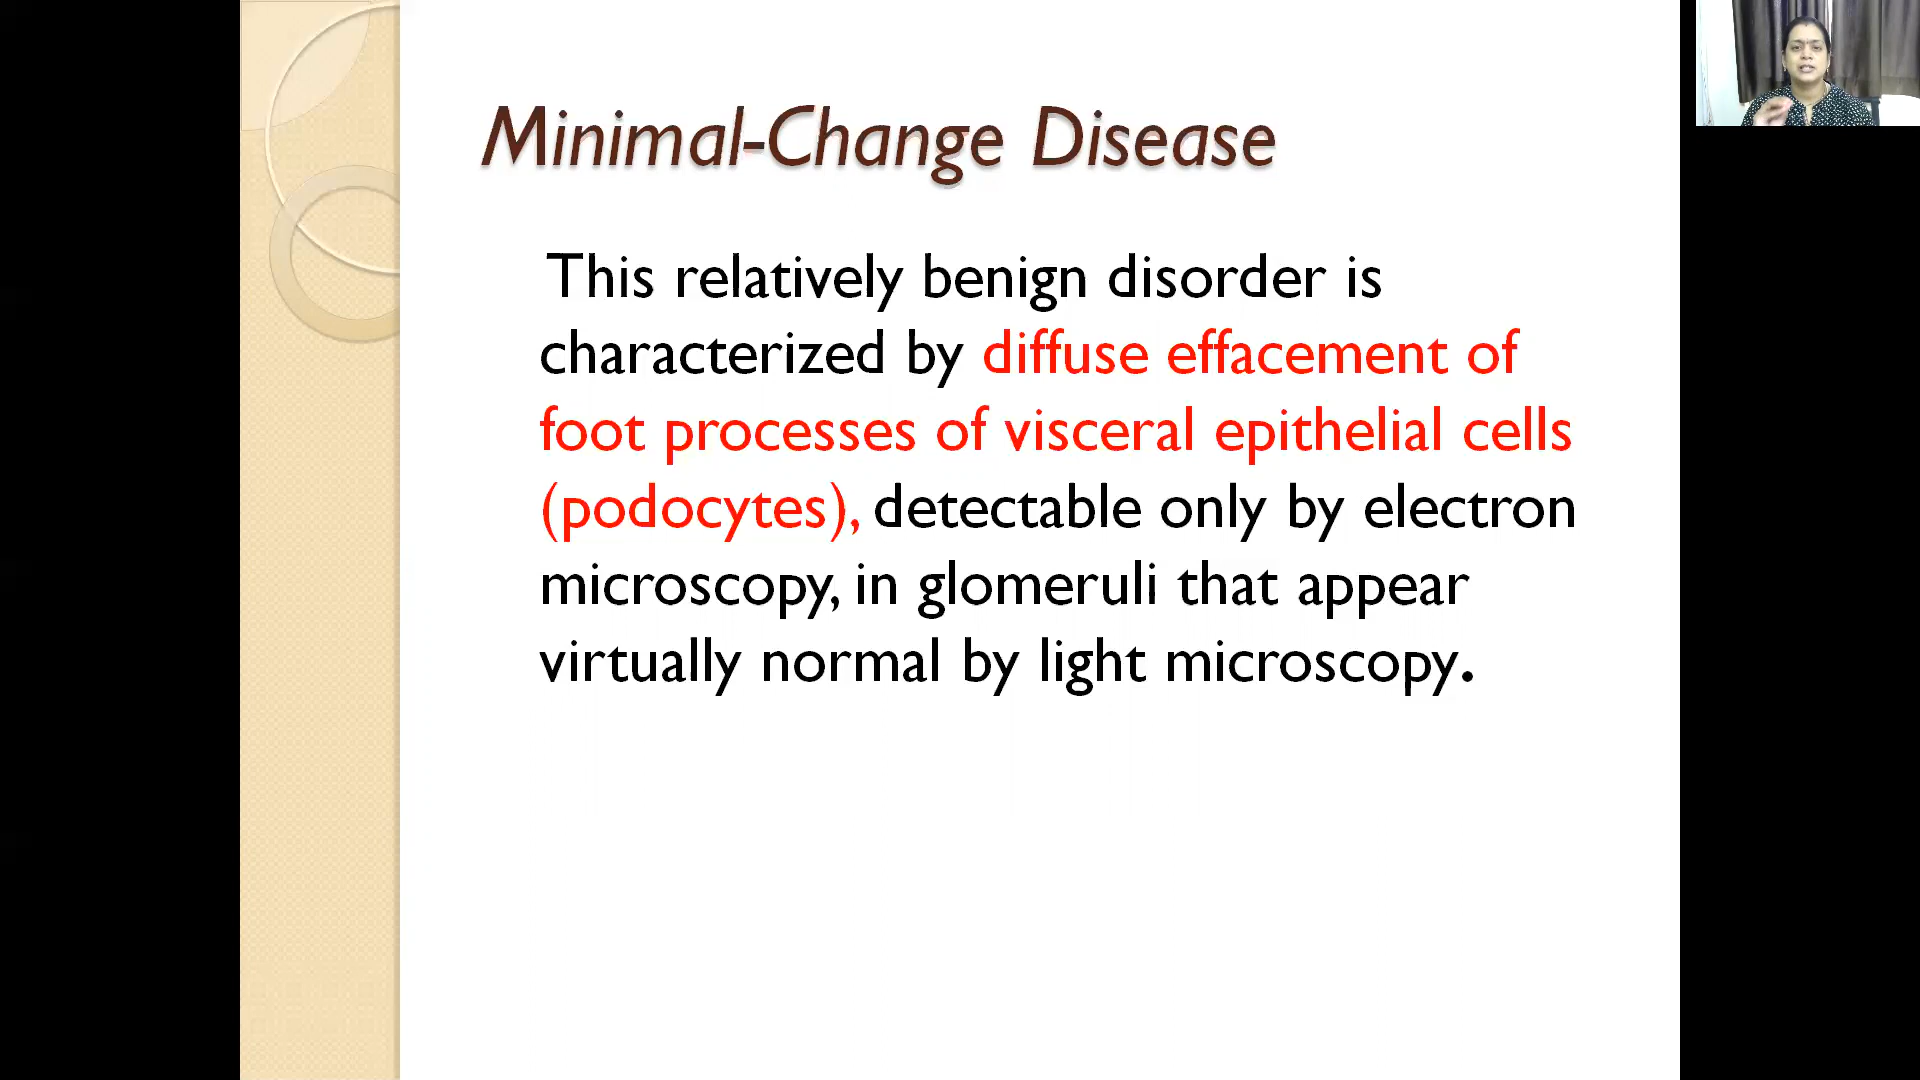 Minimal-Change Disease
This relatively benign disorder is
characterized by diffuse effacement of
foot processes of visceral epithelial cells
(podocytes), detectable only by electron
microscopy, in glomeruli that appear
virtually normal by light microscopy.